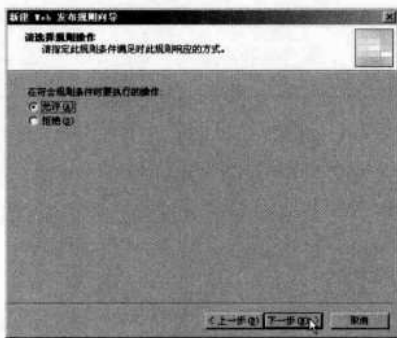 新建 Web 发布规则向导
请选择规则操作
请指定此规则条件满足时此规则响应的方式。
在符合规则条件时要执行的操作:
允许(A)
拒绝(D)
< 上一步(B) 下一步(N) > 取消